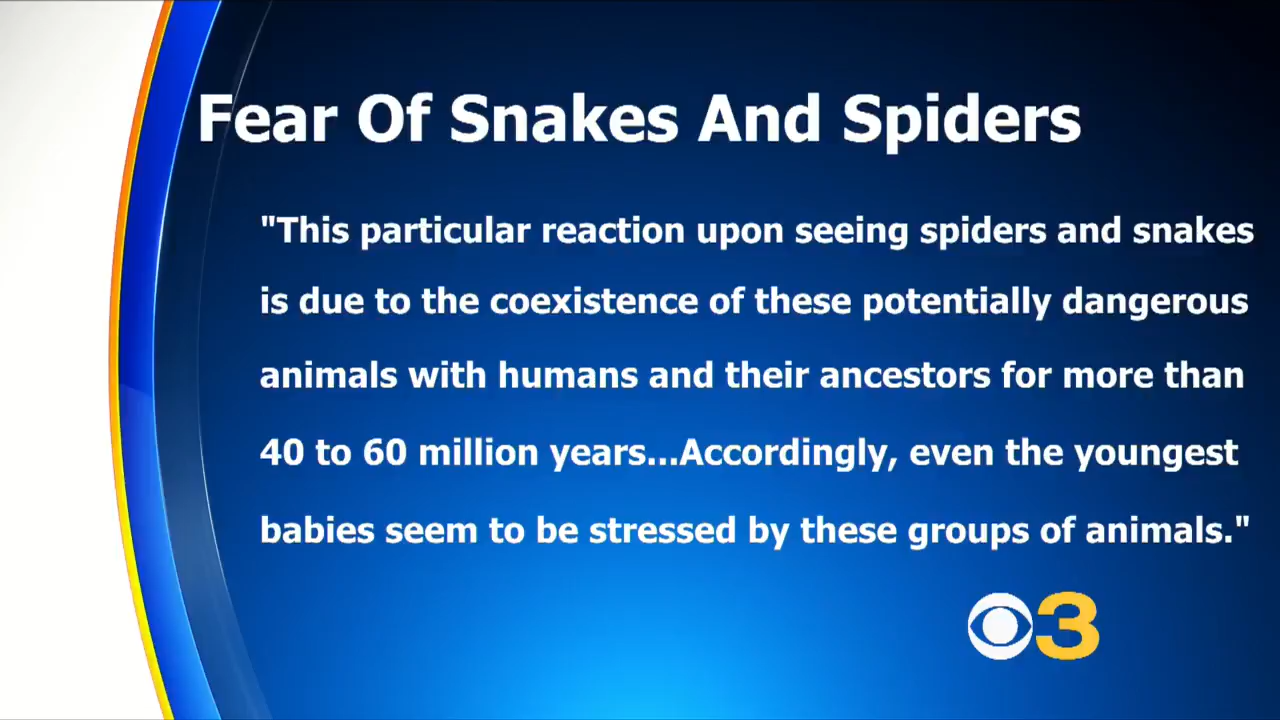 Fear Of Snakes And Spiders
"This particular reaction upon seeing spiders and snakes
is due to the coexistence of these potentially dangerous
animals with humans and their ancestors for more than
40 to 60 million years...Accordingly, even the youngest
babies seem to be stressed by these groups of animals."
3